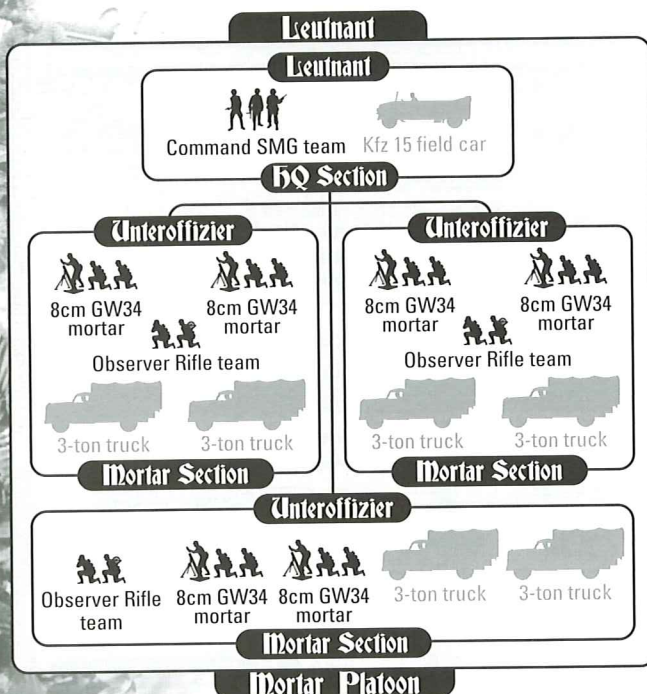 Leutnant
Leutnant
Command SMG team
Kfz 15 field car
HQ Section
Unteroffizier
8cm GW34
mortar
8cm GW34
mortar
Observer Rifle team
3-ton truck
3-ton truck
Mortar Section
Unteroffizier
8cm GW34
mortar
8cm GW34
mortar
Observer Rifle team
3-ton truck
3-ton truck
Mortar Section
Unteroffizier
Observer Rifle
team
8cm GW34
mortar
8cm GW34
mortar
3-ton truck
3-ton truck
Mortar Section
Mortar Platoon